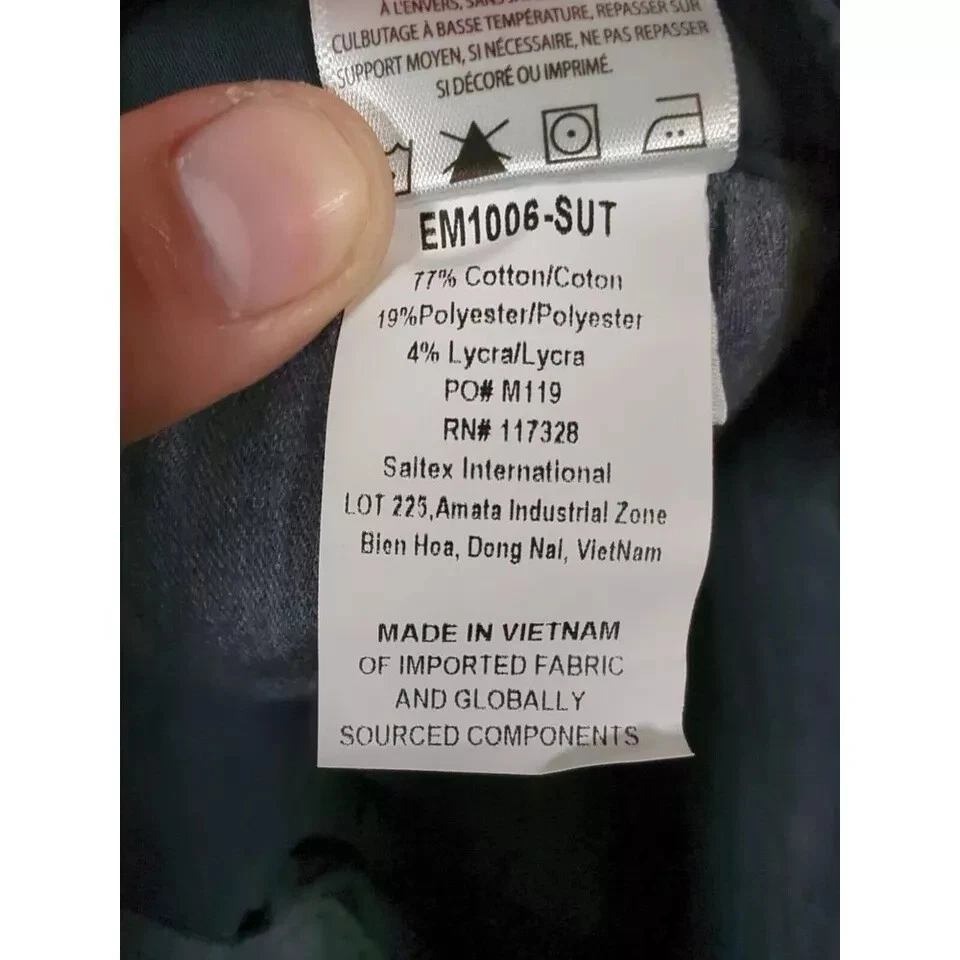 À L'ENVERS, SANS
CULBUTAGE À BASSE TEMPÉRATURE, REPASSER SUR
SUPPORT MOYEN, SI NÉCESSAIRE, NE PAS REPASSER
SI DÉCORÉ OU IMPRIMÉ.
EM1006-SUT
77% Cotton/Coton
19%Polyester/Polyester
4% Lycra/Lycra
PO# M119
RN# 117328
Saitex International
LOT 225,Amata Industrial Zone
Bien Hoa, Dong Nai, VietNam
MADE IN VIETNAM
OF IMPORTED FABRIC
AND GLOBALLY
SOURCED COMPONENTS